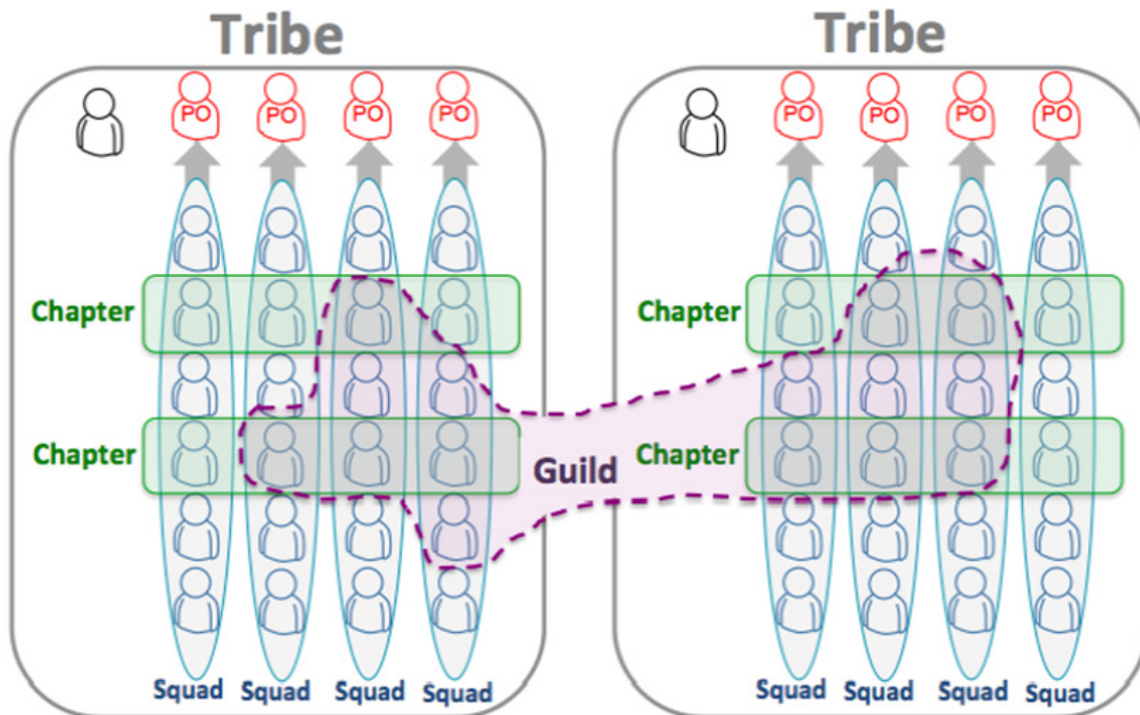 Tribe Tribe
PO PO PO PO PO PO PO PO
Chapter Chapter
Chapter Guild Chapter
Squad Squad Squad Squad Squad Squad Squad Squad